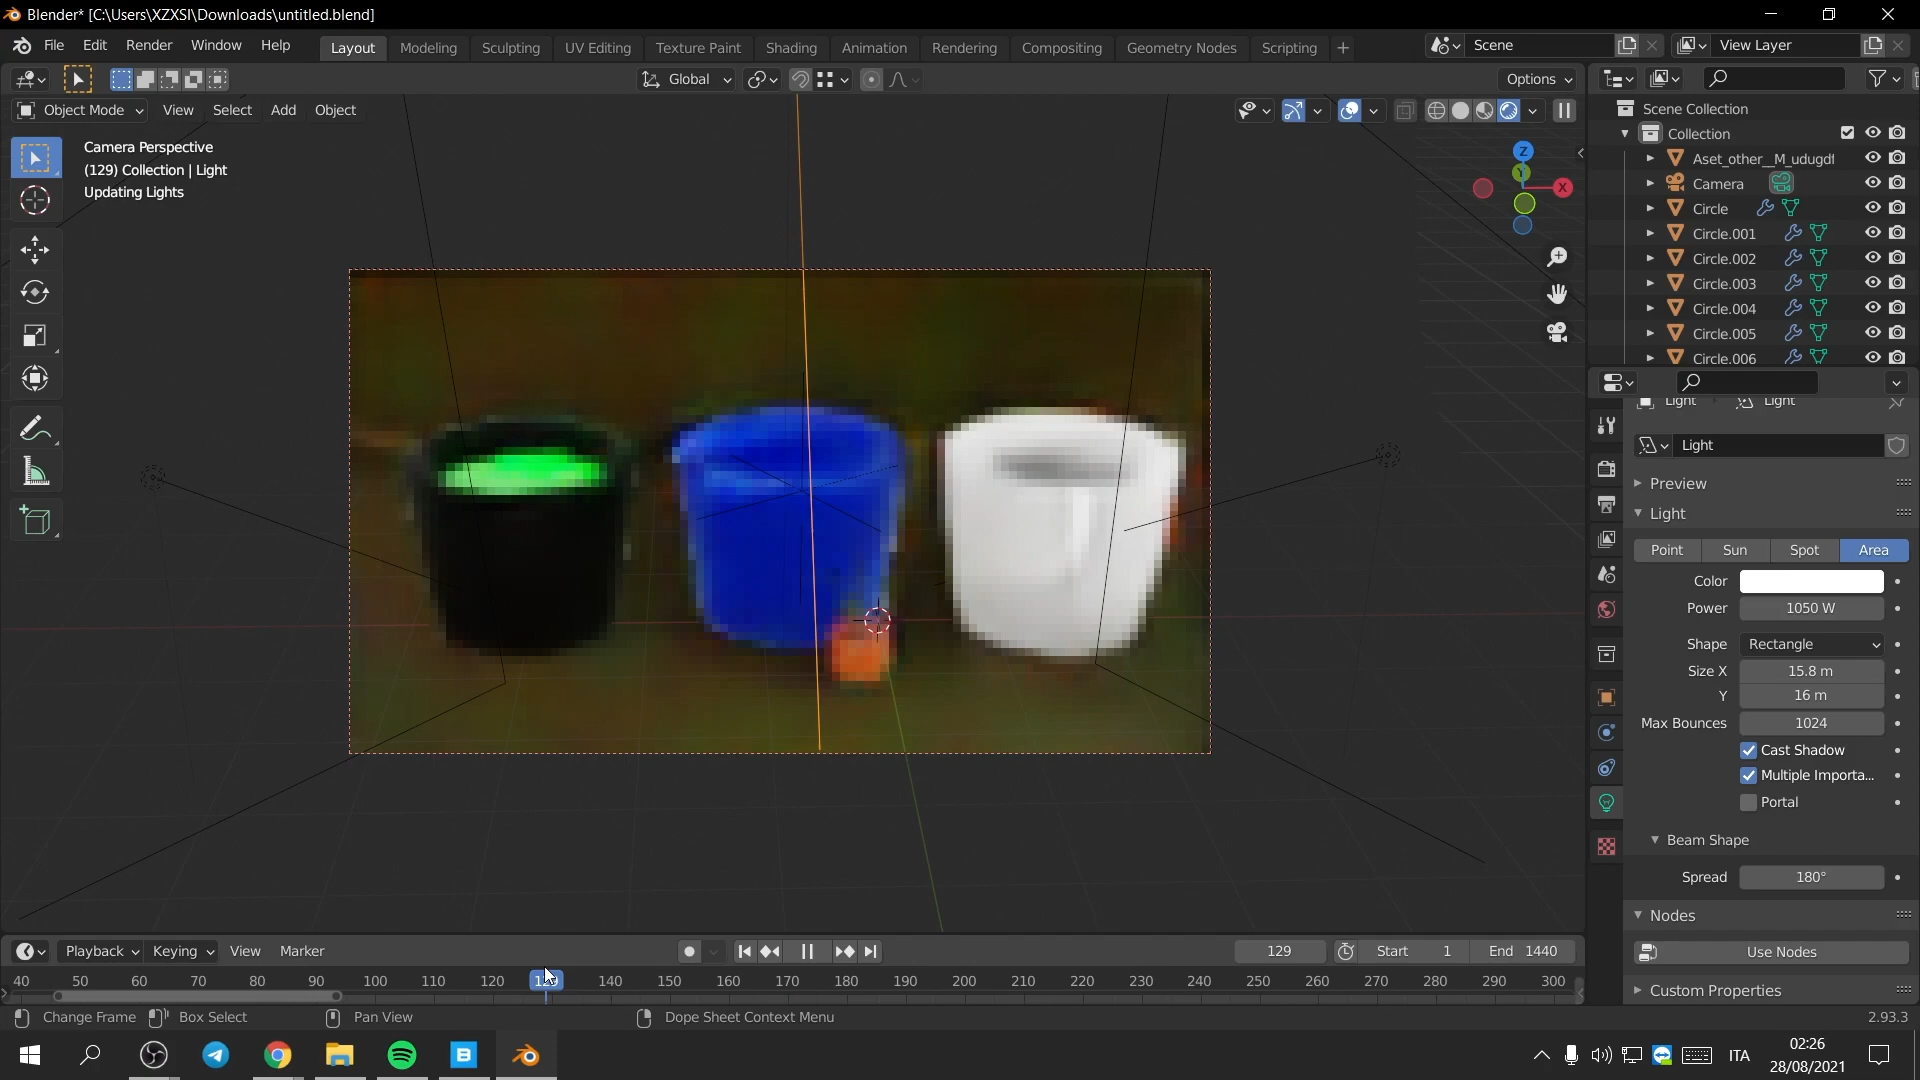 Blender* [C:\Users\XZXSI\Downloads\untitled.blend]
File Edit Render Window Help
Layout Modeling Sculpting UV Editing Texture Paint Shading Animation Rendering Compositing Geometry Nodes Scripting +
Scene View Layer
Global Options
Object Mode View Select Add Object
Camera Perspective
(129) Collection | Light
Updating Lights
Z
Y
X
Scene Collection
Collection
Aset_other__M_udugdl
Camera
Circle
Circle.001
Circle.002
Circle.003
Circle.004
Circle.005
Circle.006
Light Light
Light
Preview
Light
Point Sun Spot Area
Color
Power 1050 W
Shape Rectangle
Size X 15.8 m
Y 16 m
Max Bounces 1024
Cast Shadow
Multiple Importa...
Portal
Beam Shape
Spread 180°
Nodes
Use Nodes
Custom Properties
Playback Keying View Marker 129 Start 1 End 1440
40 50 60 70 80 90 100 110 120 129 140 150 160 170 180 190 200 210 220 230 240 250 260 270 280 290 300
Change Frame Box Select Pan View Dope Sheet Context Menu 2.93.3
ITA
02:26
28/08/2021